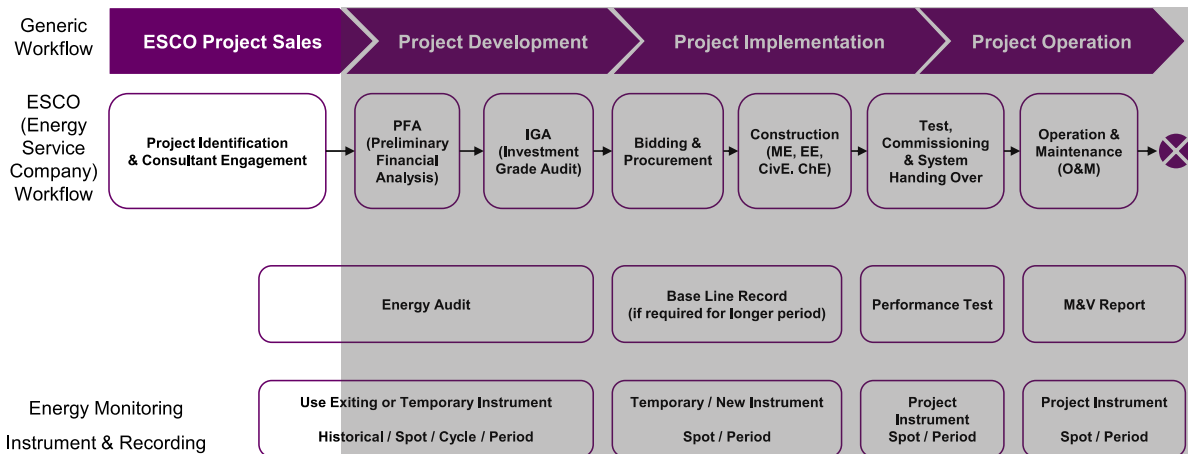 Generic
Workflow
ESCO Project Sales
Project Development
Project Implementation
Project Operation
ESCO
(Energy
Service
Company)
Workflow
Project Identification
& Consultant Engagement
PFA
(Preliminary
Financial
Analysis)
IGA
(Investment
Grade Audit)
Bidding &
Procurement
Construction
(ME, EE,
CivE. ChE)
Test,
Commissioning
& System
Handing Over
Operation &
Maintenance
(O&M)
Energy Audit
Base Line Record
(if required for longer period)
Performance Test
M&V Report
Energy Monitoring
Instrument & Recording
Use Exiting or Temporary Instrument
Historical / Spot / Cycle / Period
Temporary / New Instrument
Spot / Period
Project
Instrument
Spot / Period
Project Instrument
Spot / Period